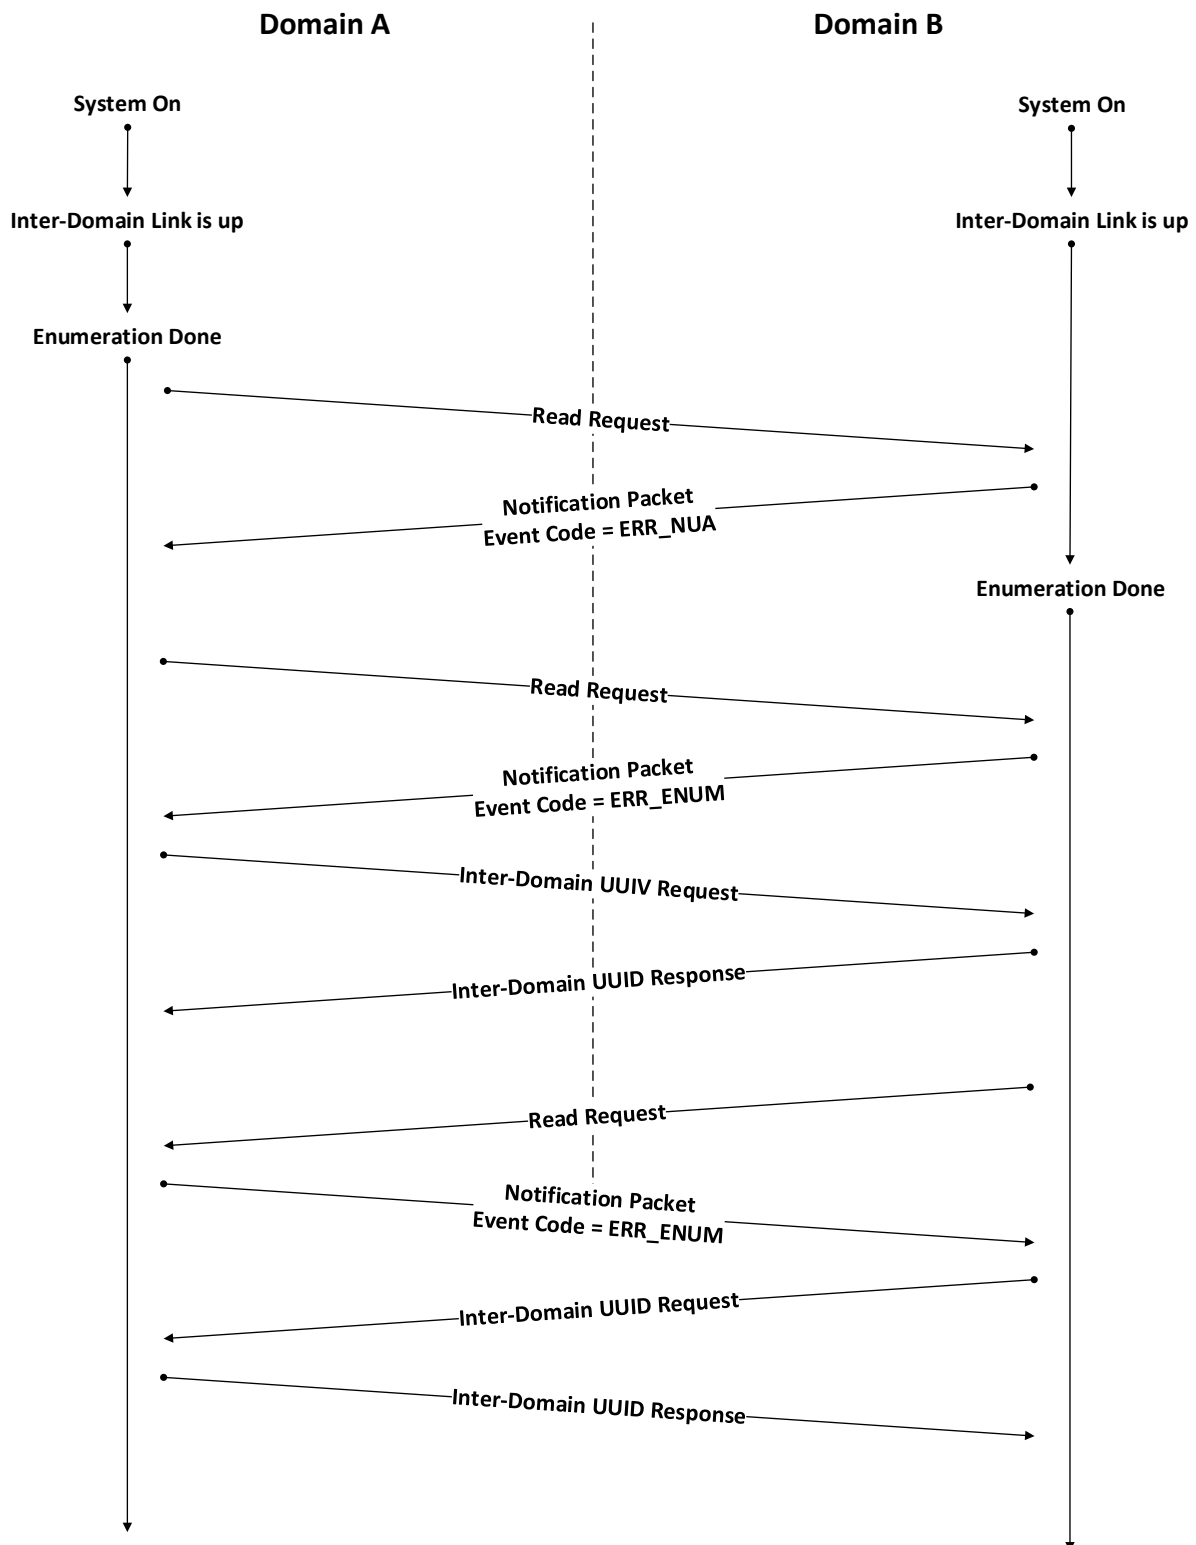 Domain A
Domain B
System On
System On
Inter-Domain Link is up
Inter-Domain Link is up
Enumeration Done
Read Request
Notification Packet
Event Code = ERR_NUA
Enumeration Done
Read Request
Notification Packet
Event Code = ERR_ENUM
Inter-Domain UUIV Request
Inter-Domain UUID Response
Read Request
Notification Packet
Event Code = ERR_ENUM
Inter-Domain UUID Request
Inter-Domain UUID Response